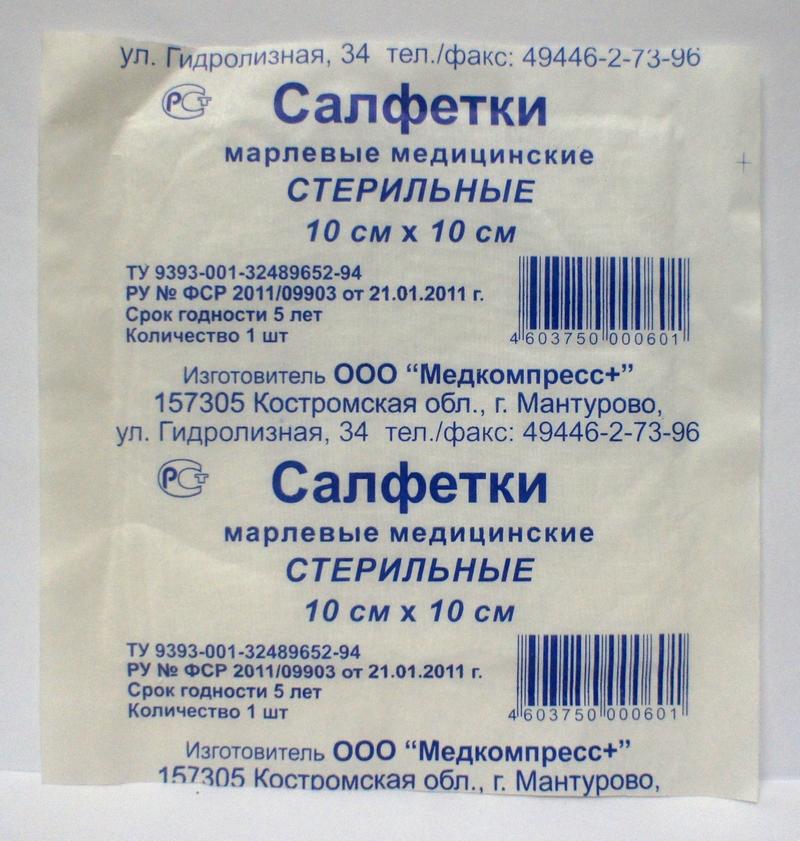 ул. Гидролизная, 34 тел./факс: 49446-2-73-96
РСТ
Салфетки
марлевые медицинские
СТЕРИЛЬНЫЕ
10 см х 10 см
ТУ 9393-001-32489652-94
РУ № ФСР 2011/09903 от 21.01.2011 г.
Срок годности 5 лет
Количество 1 шт
4 603750 000601
Изготовитель ООО “Медкомпресс+”
157305 Костромская обл., г. Мантурово,
ул. Гидролизная, 34 тел./факс: 49446-2-73-96
РСТ
Салфетки
марлевые медицинские
СТЕРИЛЬНЫЕ
10 см х 10 см
ТУ 9393-001-32489652-94
РУ № ФСР 2011/09903 от 21.01.2011 г.
Срок годности 5 лет
Количество 1 шт
4 603750 000601
Изготовитель ООО “Медкомпресс+”
157305 Костромская обл., г. Мантурово,